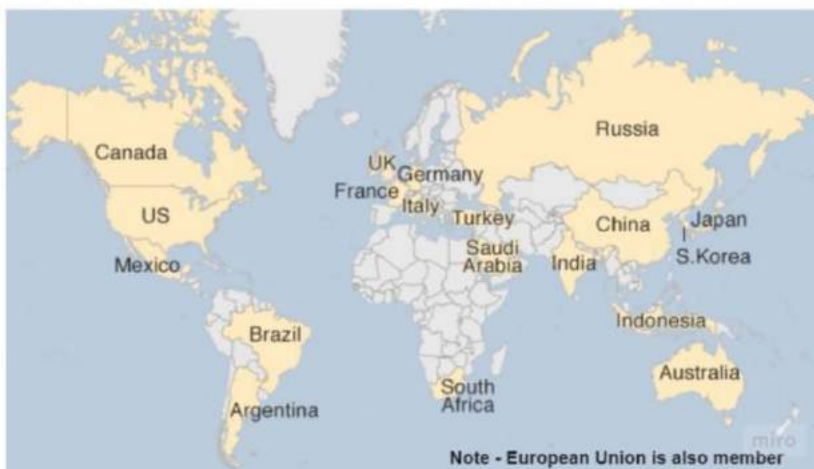 Canada
US
Mexico
Brazil
Argentina
UK
Germany
France
Italy
Turkey
Saudi
Arabia
South
Africa
Russia
China
Japan
S.Korea
India
Indonesia
Australia
miro
Note - European Union is also member